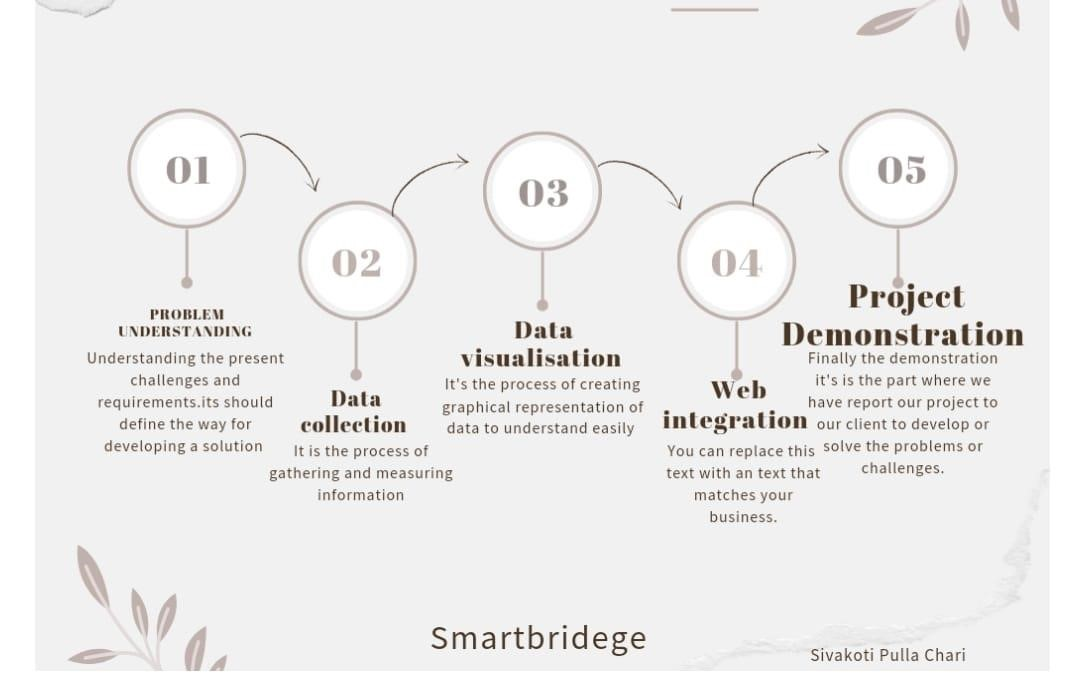 01
PROBLEM
UNDERSTANDING
Understanding the present
challenges and
requirements.its should
define the way for
developing a solution
02
Data
collection
It is the process of
gathering and measuring
information
03
Data
visualisation
It's the process of creating
graphical representation of
data to understand easily
04
Web
integration
You can replace this
text with an text that
matches your
business.
05
Project
Demonstration
Finally the demonstration
it's is the part where we
have report our project to
our client to develop or
solve the problems or
challenges.
Smartbridege
Sivakoti Pulla Chari